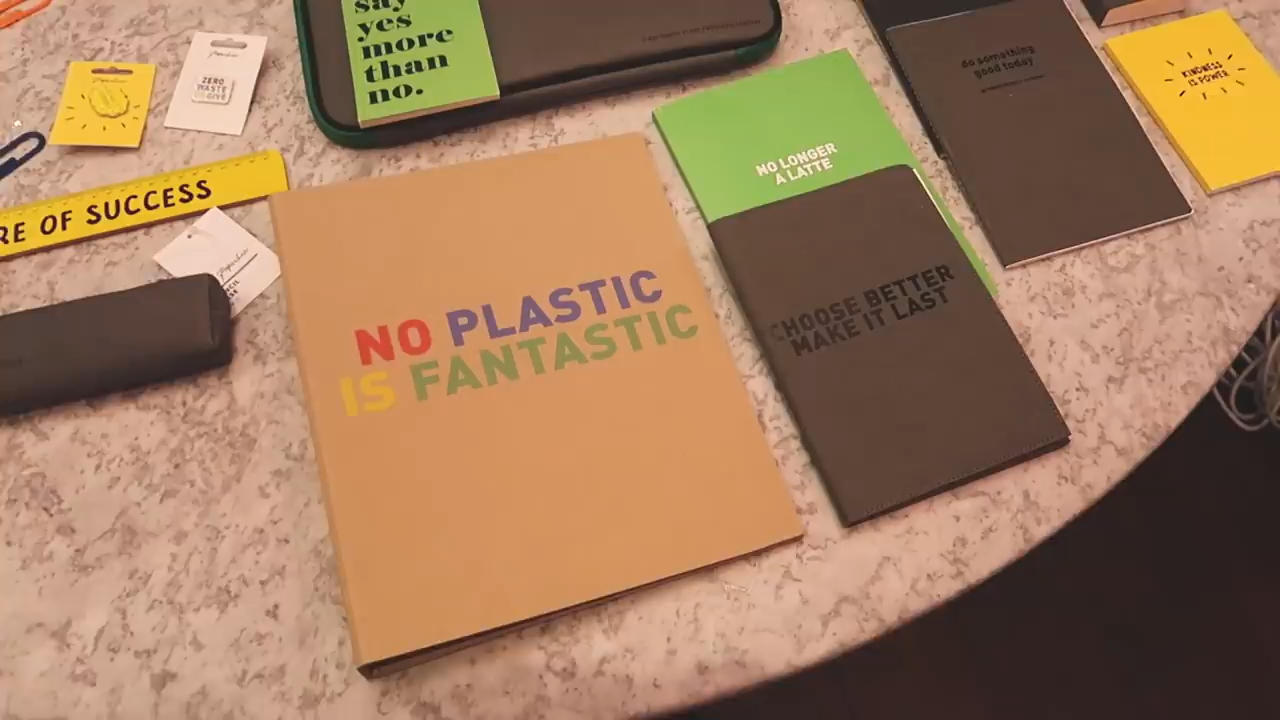 say
yes
more
than
no.
ZERO
WASTE
GIVE
RE OF SUCCESS
NO PLASTIC
IS FANTASTIC
NO LONGER
A LATTE
CHOOSE BETTER
MAKE IT LAST
do something
good today
KINDNESS
IS POWER